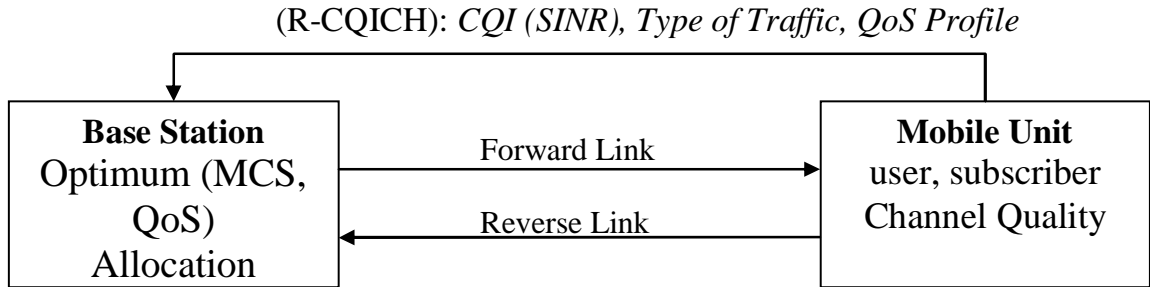 (R-CQICH): CQI (SINR), Type of Traffic, QoS Profile
Base Station
Optimum (MCS,
QoS)
Allocation
Forward Link
Reverse Link
Mobile Unit
user, subscriber
Channel Quality